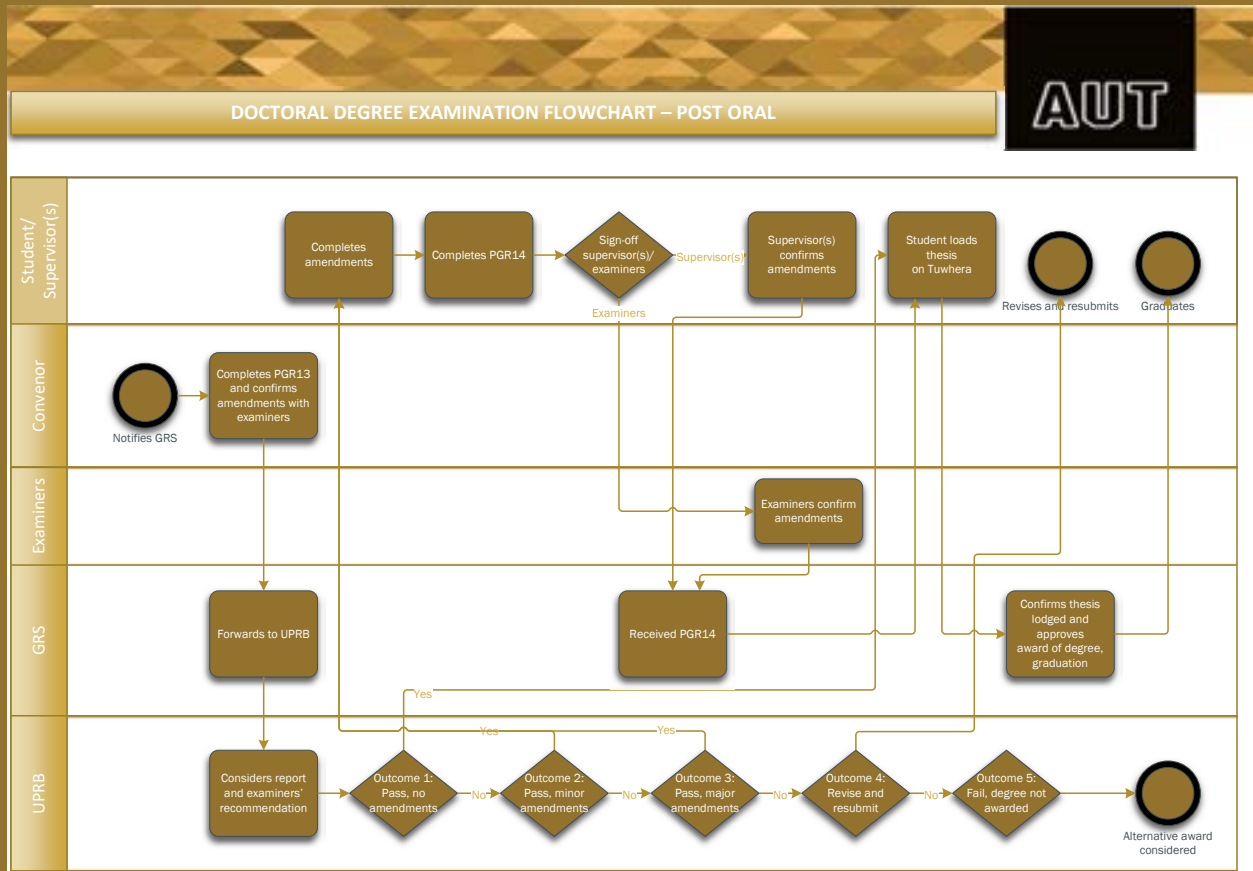 AUT
DOCTORAL DEGREE EXAMINATION FLOWCHART – POST ORAL
Student/
Supervisor(s)
Completes
amendments
Completes PGR14
Sign-off
supervisor(s)/
examiners
Supervisor(s)
Examiners
Supervisor(s)
confirms
amendments
Student loads
thesis
on Tuwhera
Revises and resubmits
Graduates
Convenor
Notifies GRS
Completes PGR13
and confirms
amendments with
examiners
Examiners
Examiners confirm
amendments
GRS
Forwards to UPRB
Received PGR14
Confirms thesis
lodged and
approves
award of degree,
graduation
Yes
UPRB
Yes
Yes
Considers report
and examiners’
recommendation
Outcome 1:
Pass, no
amendments
No
Outcome 2:
Pass, minor
amendments
No
Outcome 3:
Pass, major
amendments
No
Outcome 4:
Revise and
resubmit
No
Outcome 5:
Fail, degree not
awarded
Alternative award
considered